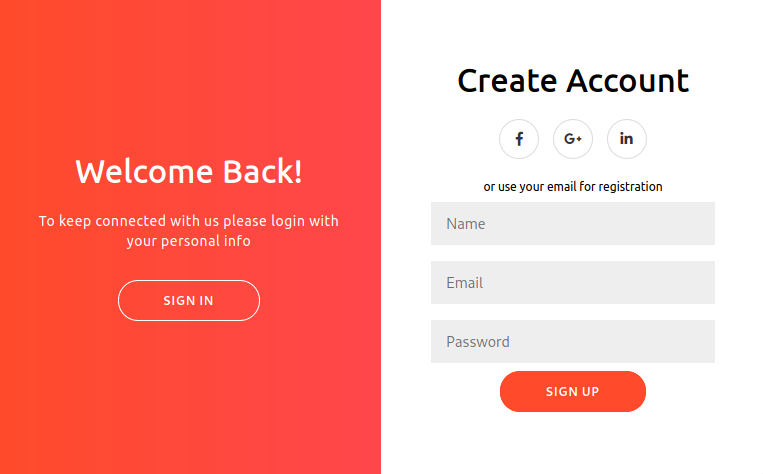 Welcome Back!
To keep connected with us please login with
your personal info
SIGN IN
Create Account
f
G+
in
or use your email for registration
Name
Email
Password
SIGN UP